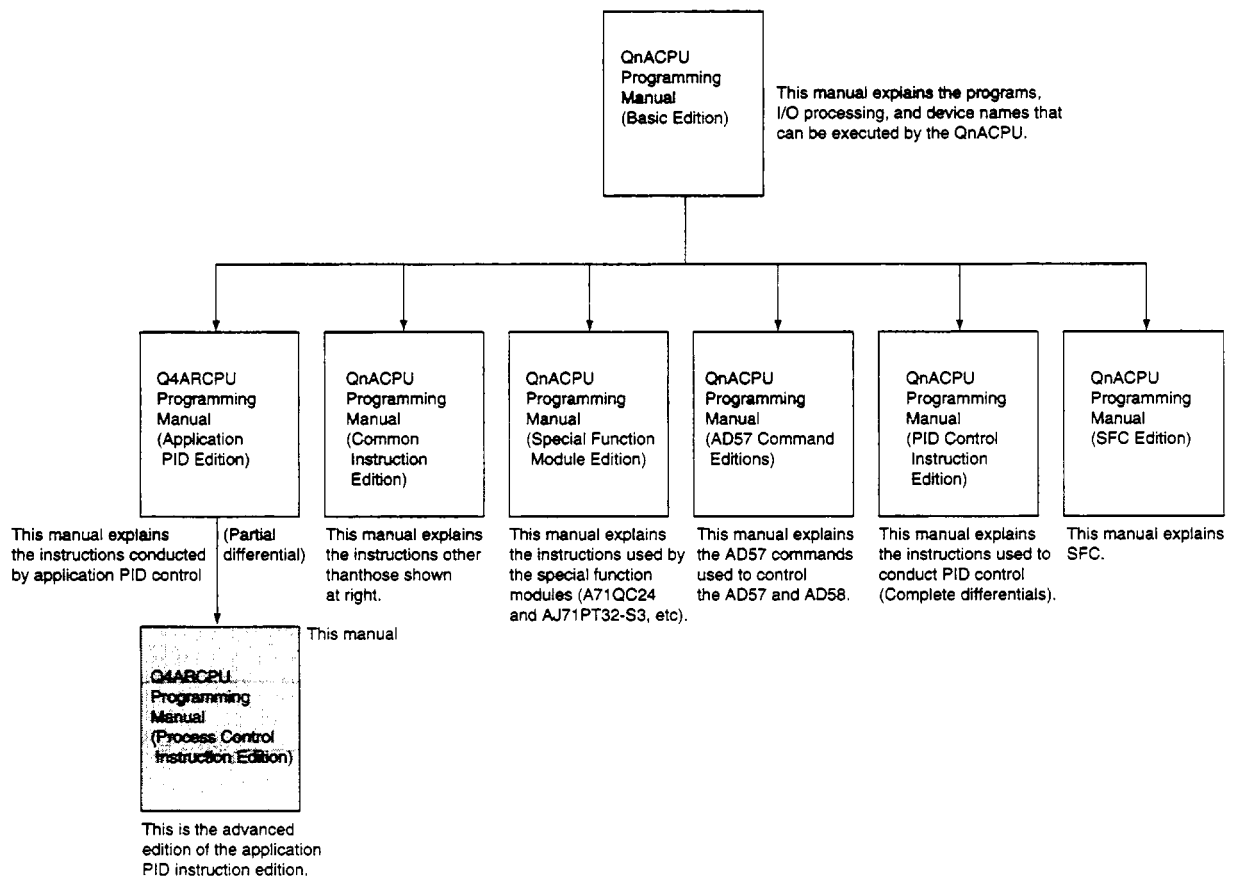 QnACPU
Programming
Manual
(Basic Edition)
This manual explains the programs,
I/O processing, and device names that
can be executed by the QnACPU.
Q4ARCPU
Programming
Manual
(Application
PID Edition)
This manual explains
the instructions conducted
by application PID control
(Partial
differential)
QnACPU
Programming
Manual
(Common
Instruction
Edition)
This manual explains
the instructions other
thanthose shown
at right.
QnACPU
Programming
Manual
(Special Function
Module Edition)
This manual explains
the instructions used by
the special function
modules (A71QC24
and AJ71PT32-S3, etc).
QnACPU
Programming
Manual
(AD57 Command
Editions)
This manual explains
the AD57 commands
used to control
the AD57 and AD58.
QnACPU
Programming
Manual
(PID Control
Instruction
Edition)
This manual explains
the instructions used to
conduct PID control
(Complete differentials).
QnACPU
Programming
Manual
(SFC Edition)
This manual explains
SFC.
This manual
Q4ARCPU
Programming
Manual
(Process Control
Instruction Edition)
This is the advanced
edition of the application
PID instruction edition.